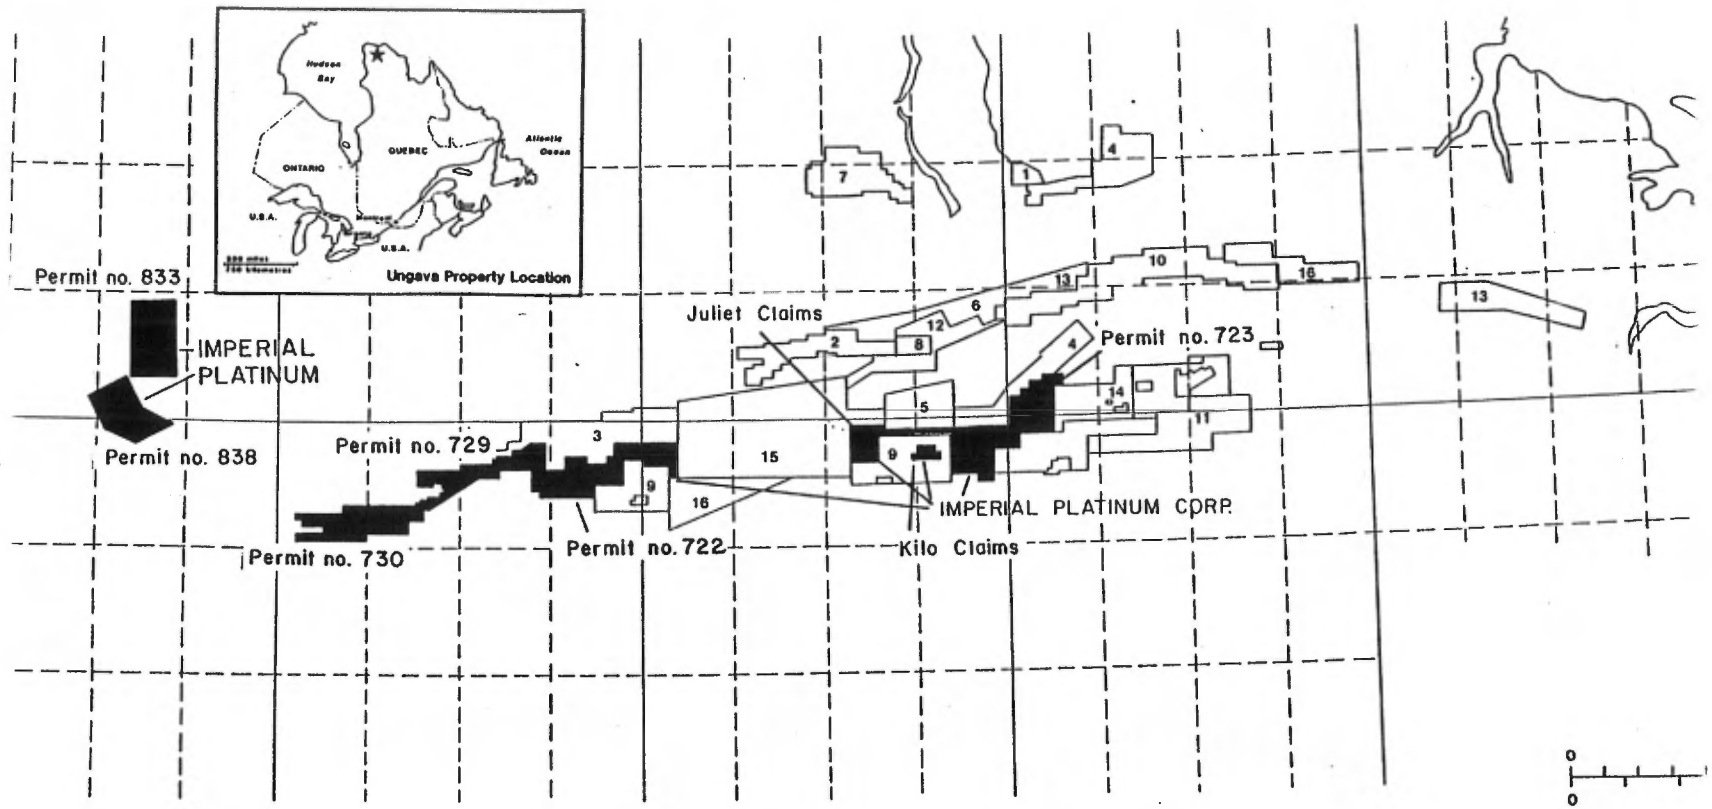 Hudson
Bay
ONTARIO
QUEBEC
Atlantic
Ocean
U.S.A.
Montreal
U.S.A.
Ungava Property Location
Permit no. 833
IMPERIAL
PLATINUM
Permit no. 838
Juliet Claims
Permit no. 723
Permit no. 729
Permit no. 730
Permit no. 722
Kilo Claims
IMPERIAL PLATINUM CORP.
7
1
4
10
16
13
13
6
12
2
8
4
5
14
11
3
15
9
9
16
0
0